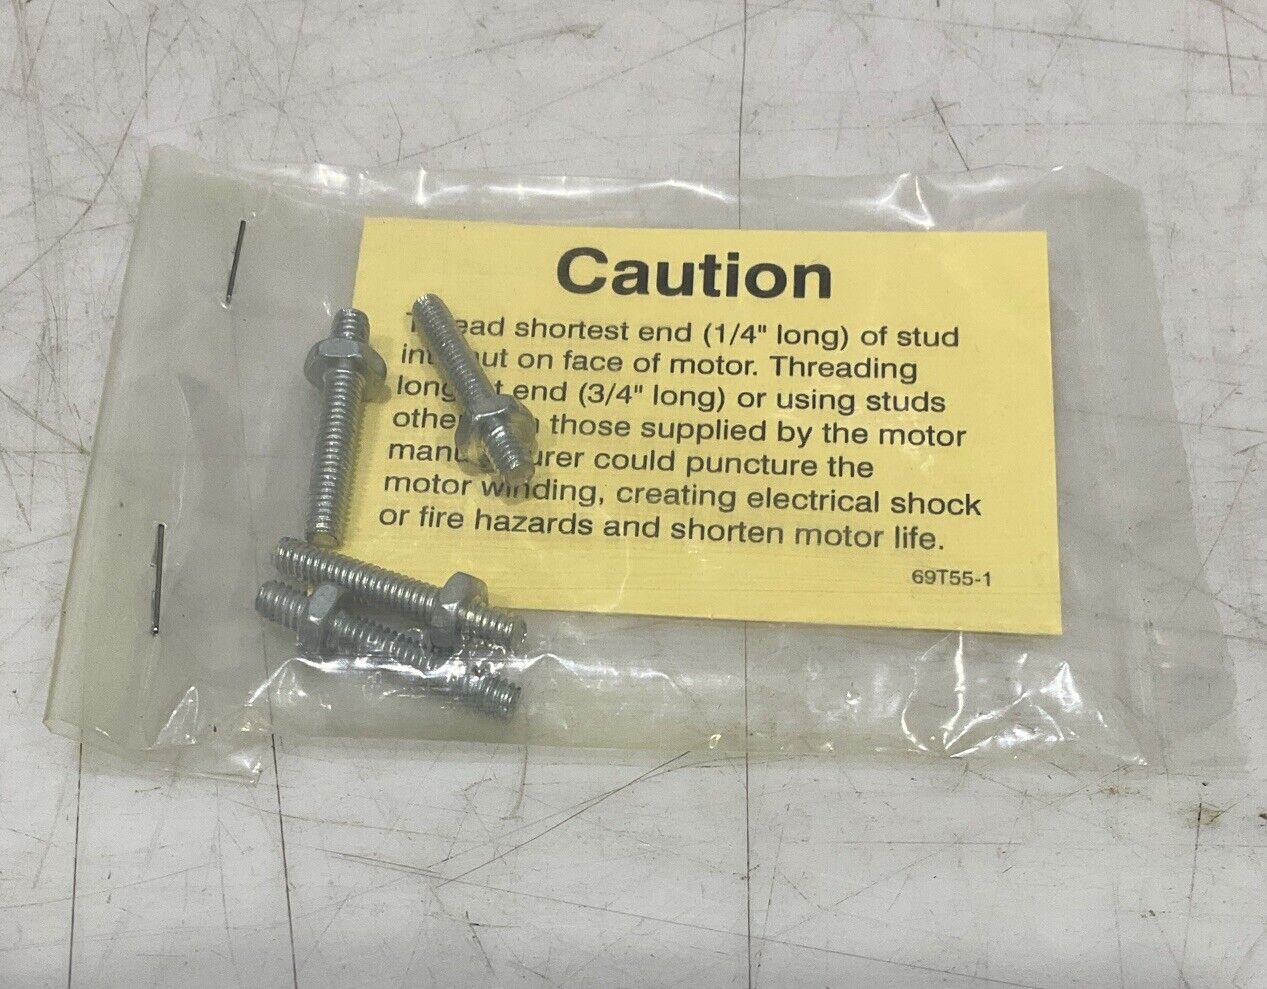 Caution
Thread shortest end (1/4" long) of stud
into nut on face of motor. Threading
longest end (3/4" long) or using studs
other than those supplied by the motor
manufacturer could puncture the
motor winding, creating electrical shock
or fire hazards and shorten motor life.
69T55-1